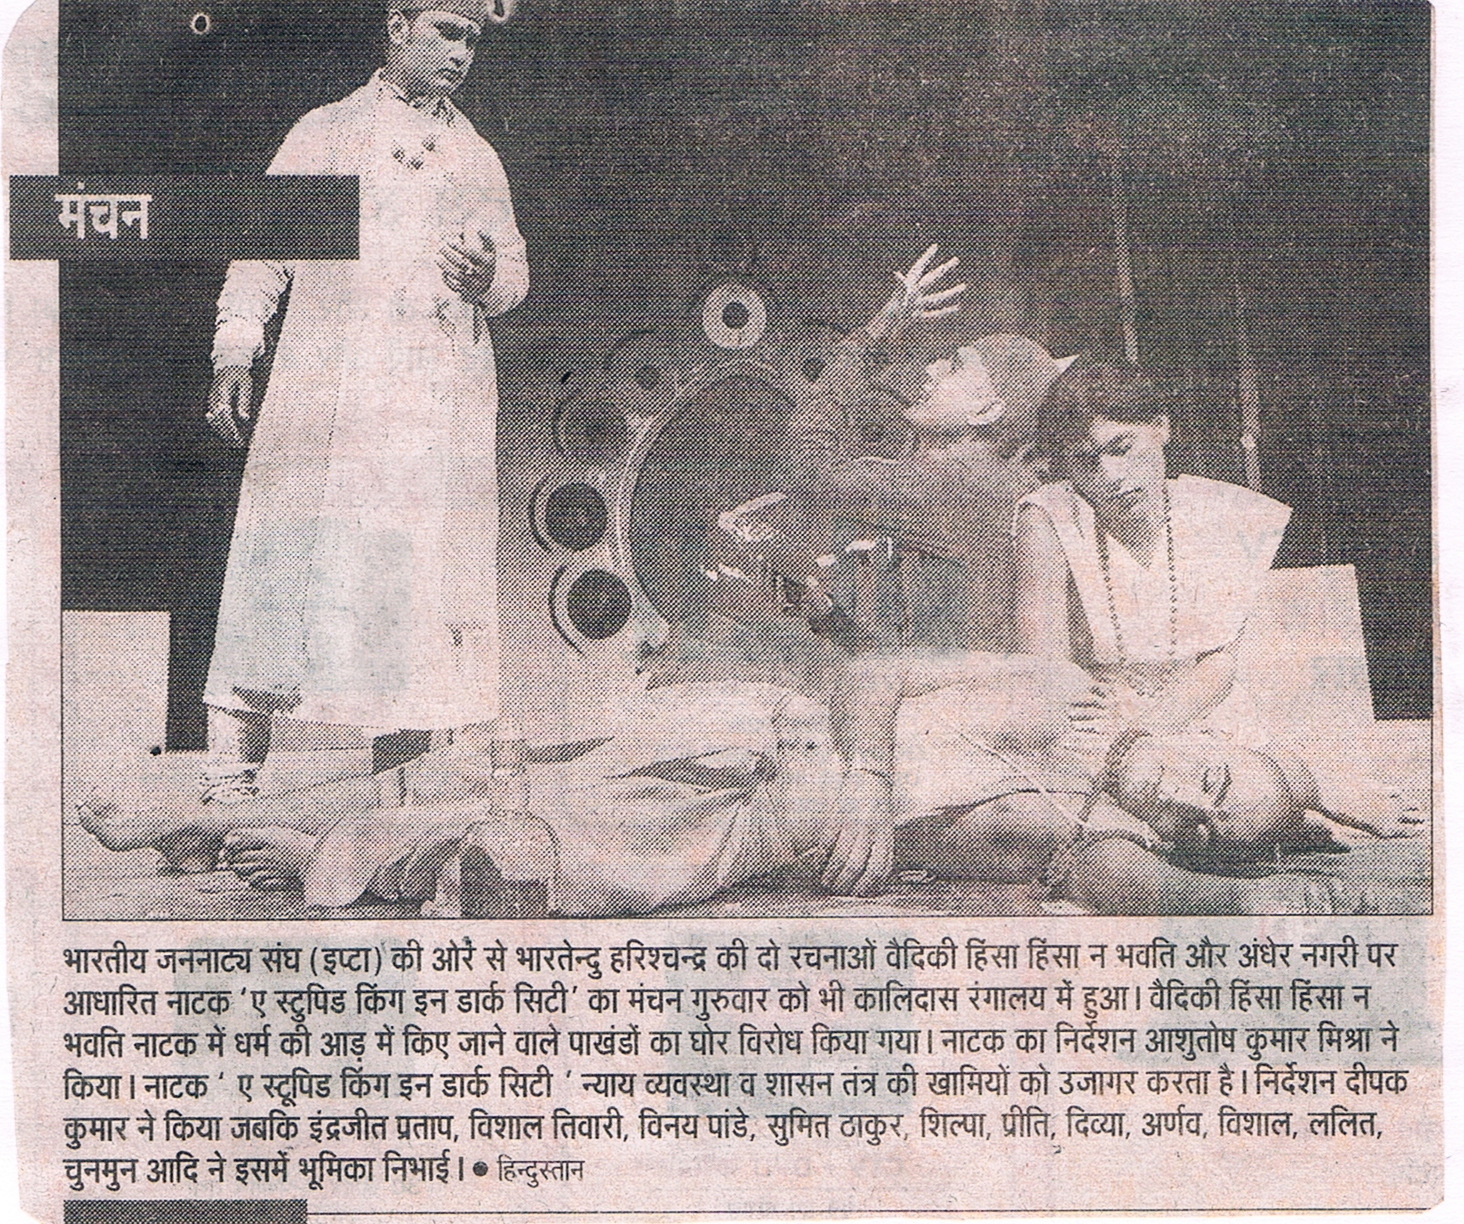 मंचन
भारतीय जननाट्य संघ (इप्टा) की ओर से भारतेन्दु हरिश्चन्द्र की दो रचनाओं वैदिकी हिंसा हिंसा न भवति और अंधेर नगरी पर
आधारित नाटक ‘ए स्टुपिड किंग इन डार्क सिटी’ का मंचन गुरुवार को भी कालिदास रंगालय में हुआ। वैदिकी हिंसा हिंसा न
भवति नाटक में धर्म की आड़ में किए जाने वाले पाखंडों का घोर विरोध किया गया। नाटक का निर्देशन आशुतोष कुमार मिश्रा ने
किया। नाटक ‘ ए स्टूपिड किंग इन डार्क सिटी ’ न्याय व्यवस्था व शासन तंत्र की खामियों को उजागर करता है। निर्देशन दीपक
कुमार ने किया जबकि इंद्रजीत प्रताप, विशाल तिवारी, विनय पांडे, सुमित ठाकुर, शिल्पा, प्रीति, दिव्या, अर्णव, विशाल, ललित,
चुनमुन आदि ने इसमें भूमिका निभाई। ● हिन्दुस्तान